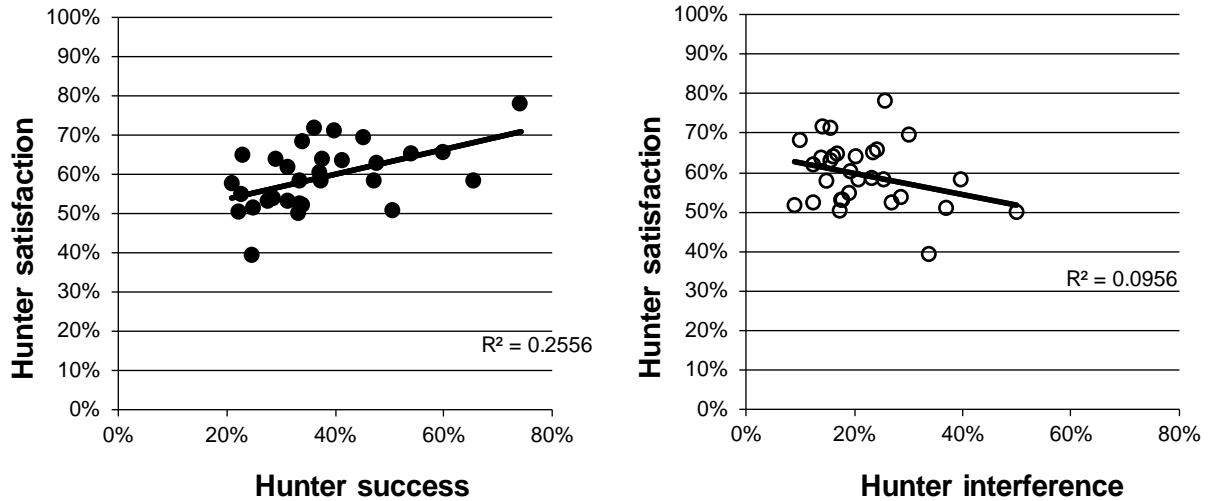 100%
90%
80%
70%
60%
50%
40%
30%
20%
10%
0%
Hunter satisfaction
R² = 0.2556
0% 20% 40% 60% 80%
Hunter success
100%
90%
80%
70%
60%
50%
40%
30%
20%
10%
0%
Hunter satisfaction
R² = 0.0956
0% 20% 40% 60% 80%
Hunter interference